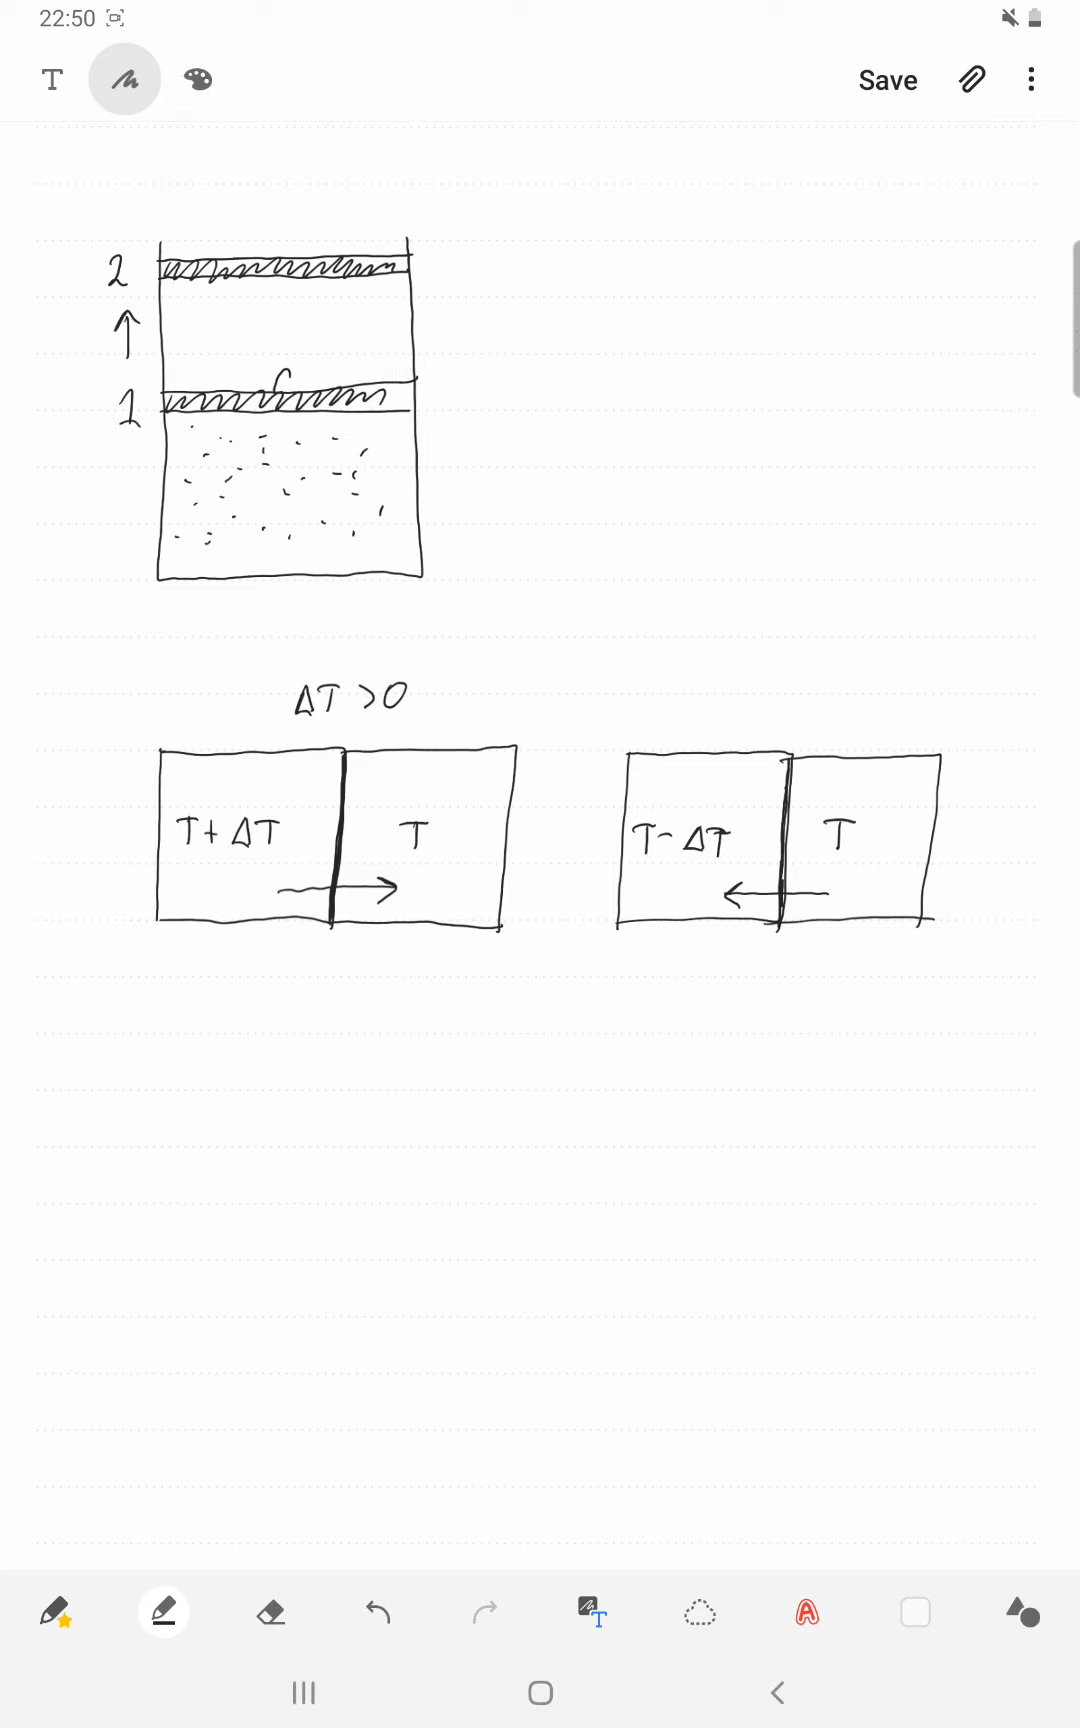 22:50
T Save
2
↑
1
ΔT >0
T+ ΔT T T- ΔT T
→ ←
T A